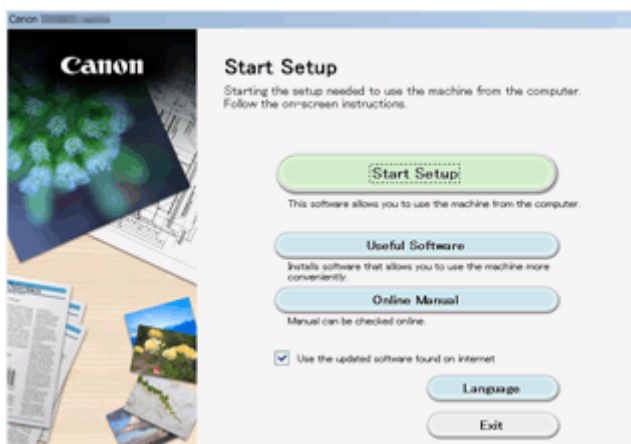 Canon
Canon
Start Setup
Starting the setup needed to use the machine from the computer.
Follow the on-screen instructions.
Start Setup
This software allows you to use the machine from the computer.
Useful Software
Installs software that allows you to use the machine more
conveniently.
Online Manual
Manual can be checked online.
Use the updated software found on internet
Language
Exit